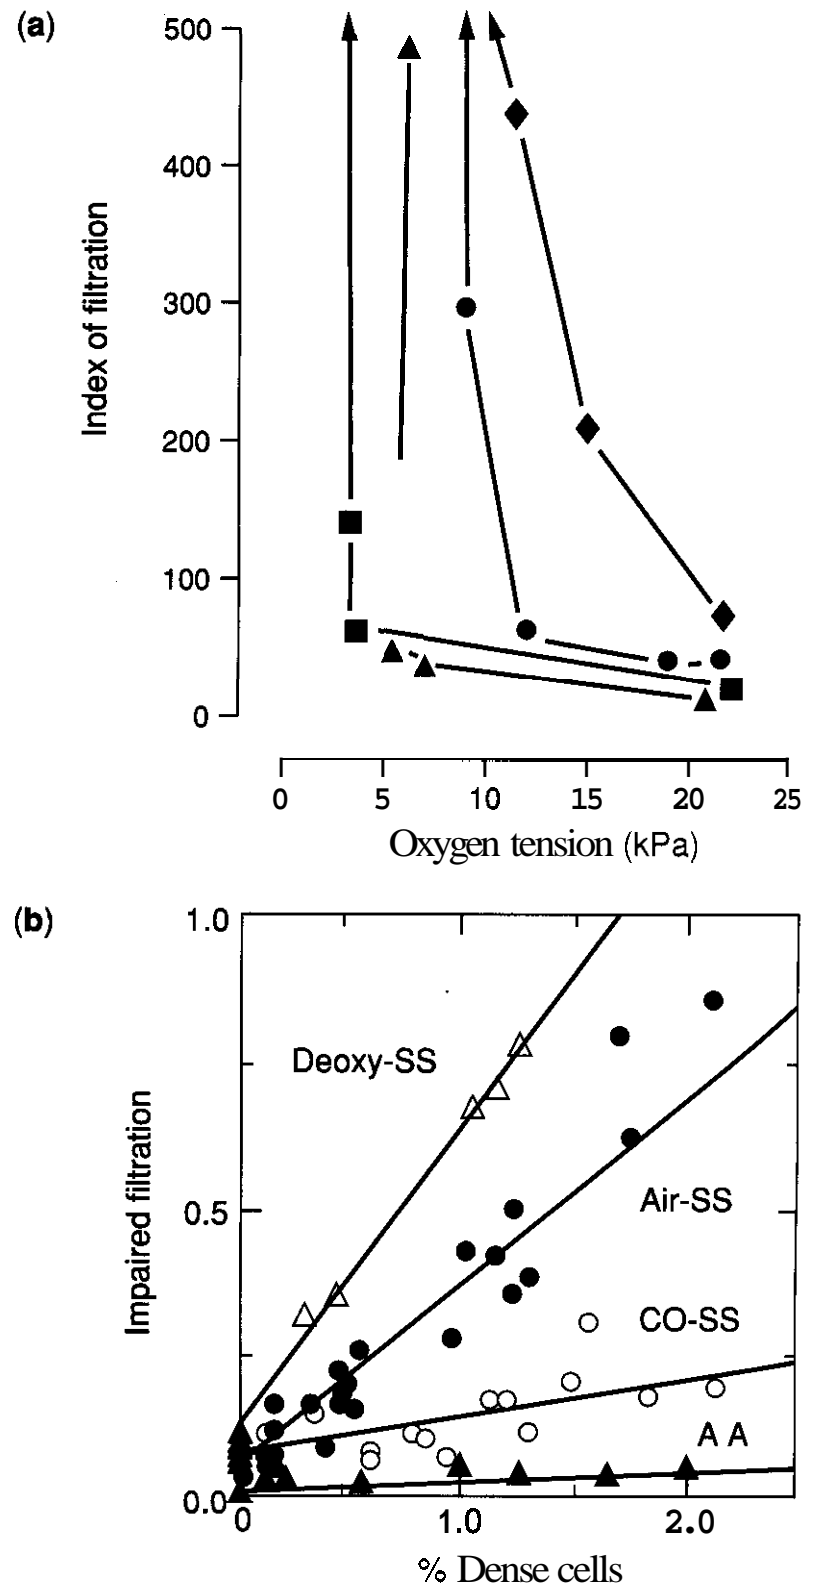 (a)
500
400
300
200
100
0
Index of filtration
0 5 10 15 20 25
Oxygen tension (kPa)
(b)
1.0
0.5
0.0
Impaired filtration
Deoxy-SS
Air-SS
CO-SS
A A
0 1.0 2.0
% Dense cells